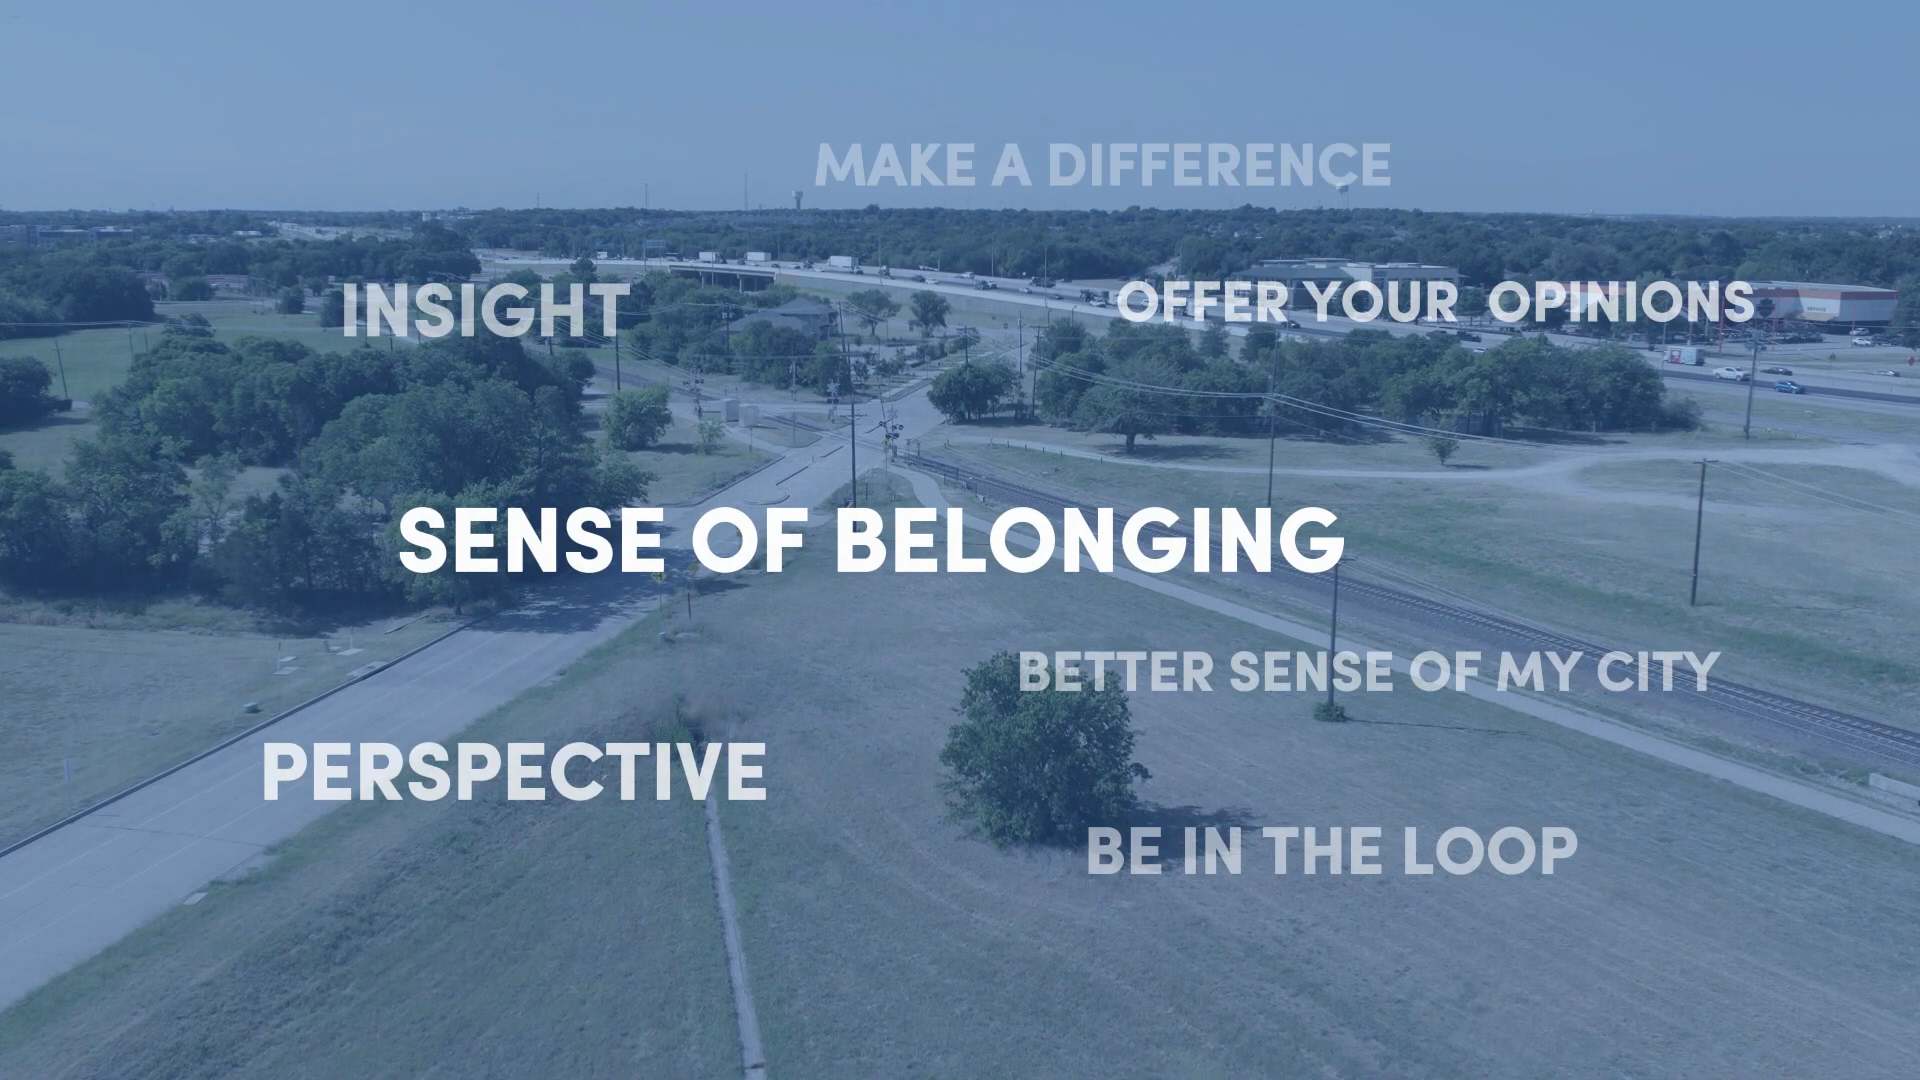 MAKE A DIFFERENCE
INSIGHT
OFFER YOUR OPINIONS
SENSE OF BELONGING
BETTER SENSE OF MY CITY
PERSPECTIVE
BE IN THE LOOP